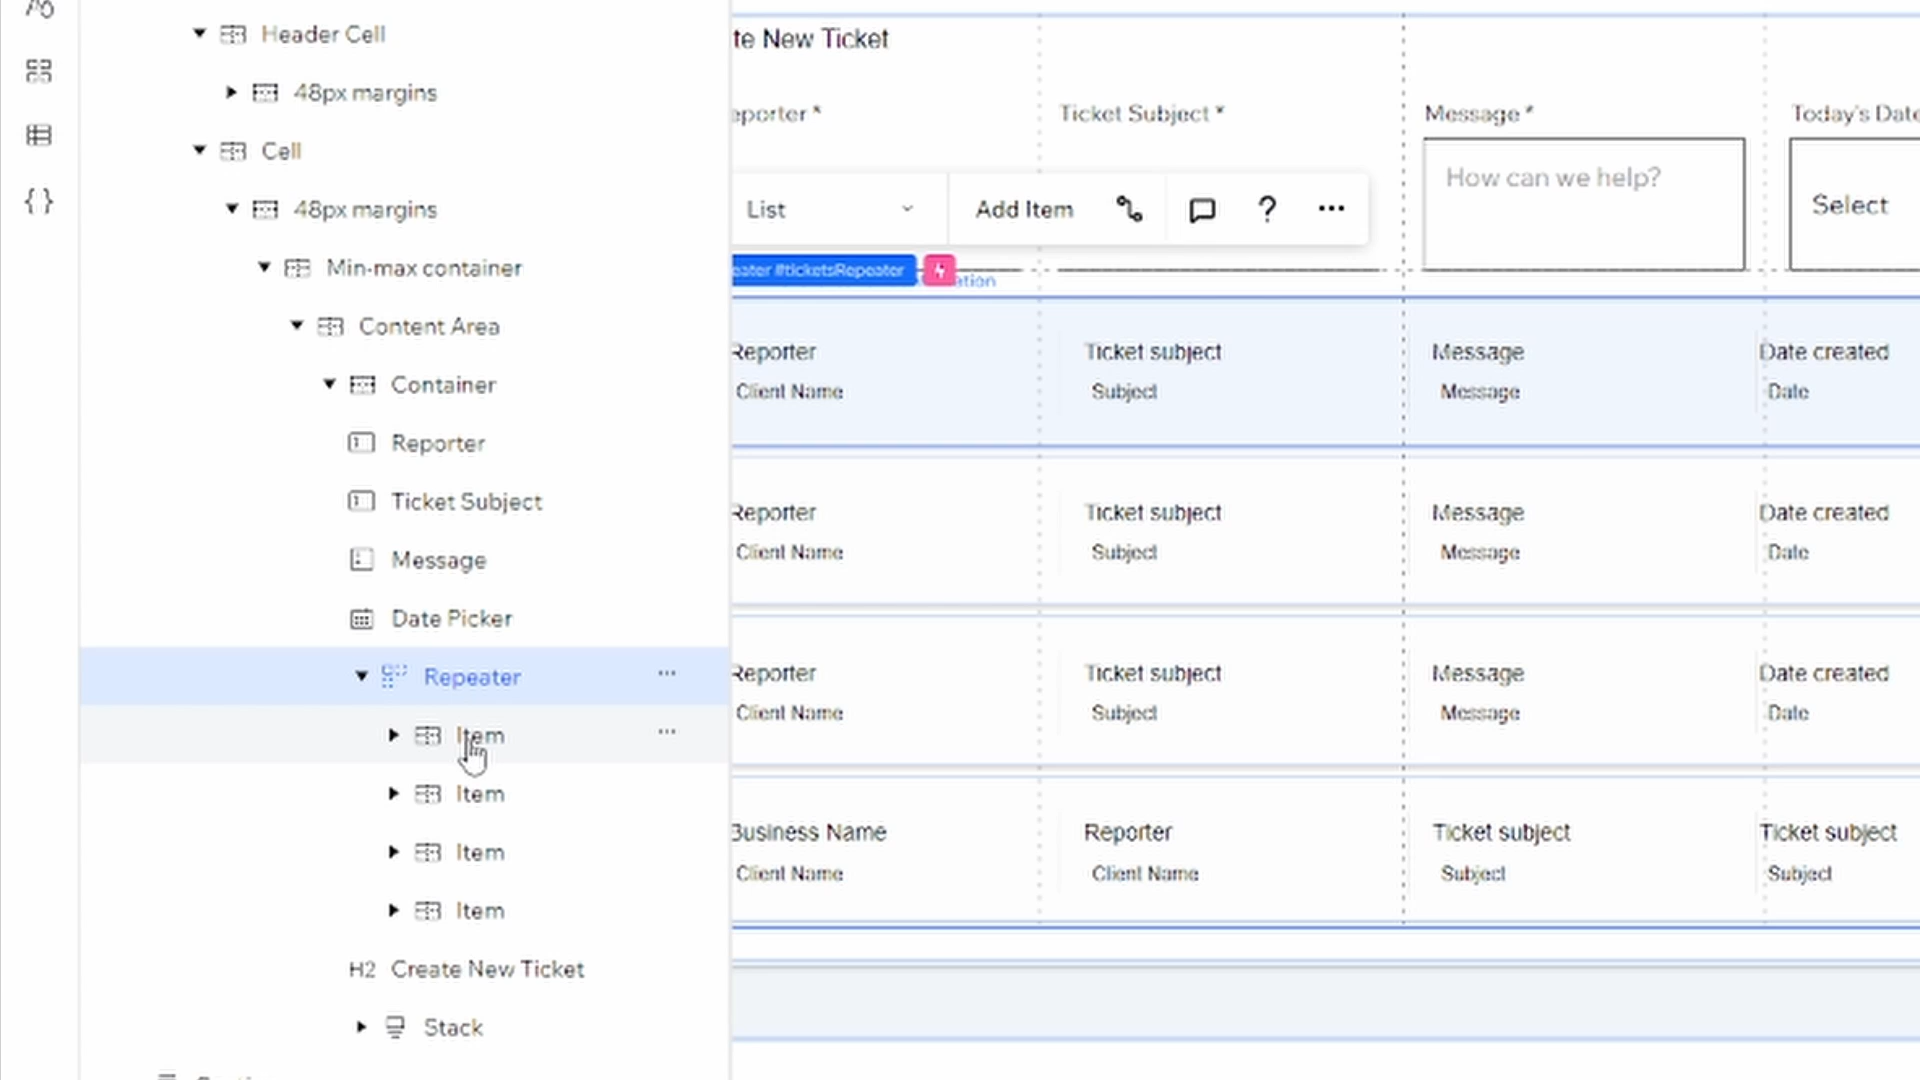 Header Cell
48px margins
Cell
48px margins
Min-max container
Content Area
Container
Reporter
Ticket Subject
Message
Date Picker
Repeater
Item
Item
Item
Item
H2 Create New Ticket
Stack
te New Ticket
eporter *
Ticket Subject *
Message *
Today's Date
How can we help?
Select
List
Add Item
?
eater #ticketsRepeater
ation
Reporter
Ticket subject
Message
Date created
Client Name
Subject
Message
Date
Reporter
Ticket subject
Message
Date created
Client Name
Subject
Message
Date
Reporter
Ticket subject
Message
Date created
Client Name
Subject
Message
Date
Business Name
Reporter
Ticket subject
Ticket subject
Client Name
Client Name
Subject
Subject